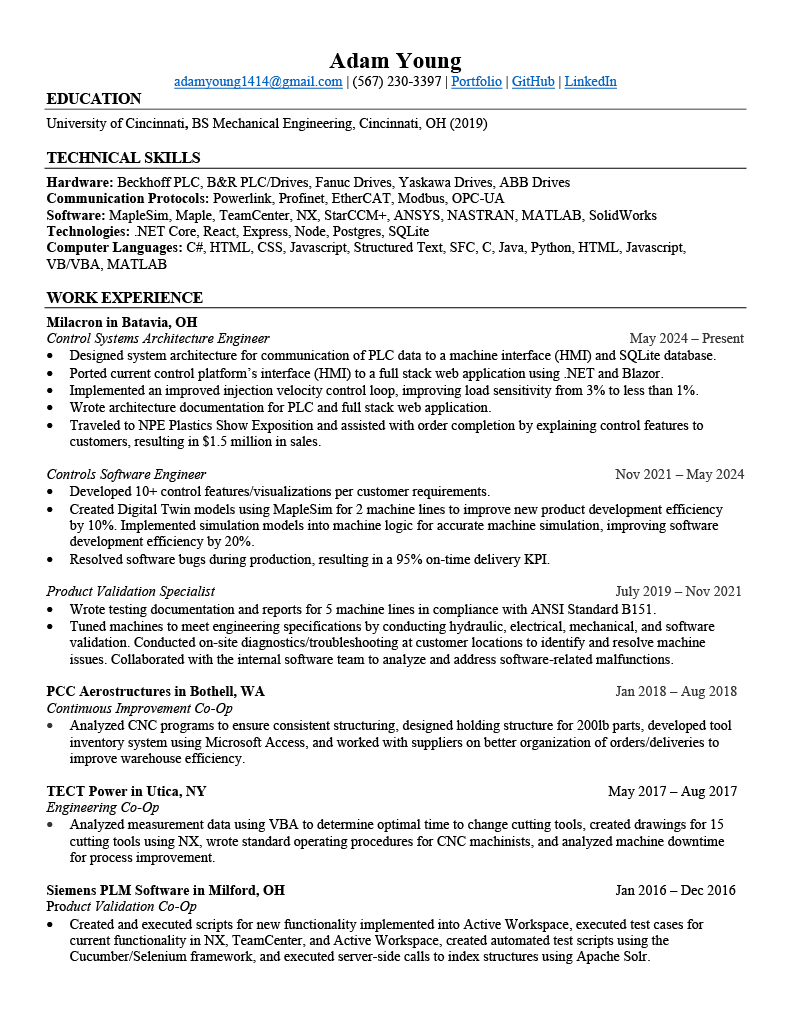 Adam Young
adamyoung1414@gmail.com | (567) 230-3397 | Portfolio | GitHub | LinkedIn
EDUCATION
University of Cincinnati, BS Mechanical Engineering, Cincinnati, OH (2019)
TECHNICAL SKILLS
Hardware: Beckhoff PLC, B&R PLC/Drives, Fanuc Drives, Yaskawa Drives, ABB Drives
Communication Protocols: Powerlink, Profinet, EtherCAT, Modbus, OPC-UA
Software: MapleSim, Maple, TeamCenter, NX, StarCCM+, ANSYS, NASTRAN, MATLAB, SolidWorks
Technologies: .NET Core, React, Express, Node, Postgres, SQLite
Computer Languages: C#, HTML, CSS, Javascript, Structured Text, SFC, C, Java, Python, HTML, Javascript,
VB/VBA, MATLAB
WORK EXPERIENCE
Milacron in Batavia, OH
Control Systems Architecture Engineer May 2024 – Present
• Designed system architecture for communication of PLC data to a machine interface (HMI) and SQLite database.
• Ported current control platform’s interface (HMI) to a full stack web application using .NET and Blazor.
• Implemented an improved injection velocity control loop, improving load sensitivity from 3% to less than 1%.
• Wrote architecture documentation for PLC and full stack web application.
• Traveled to NPE Plastics Show Exposition and assisted with order completion by explaining control features to
customers, resulting in $1.5 million in sales.
Controls Software Engineer Nov 2021 – May 2024
• Developed 10+ control features/visualizations per customer requirements.
• Created Digital Twin models using MapleSim for 2 machine lines to improve new product development efficiency
by 10%. Implemented simulation models into machine logic for accurate machine simulation, improving software
development efficiency by 20%.
• Resolved software bugs during production, resulting in a 95% on-time delivery KPI.
Product Validation Specialist July 2019 – Nov 2021
• Wrote testing documentation and reports for 5 machine lines in compliance with ANSI Standard B151.
• Tuned machines to meet engineering specifications by conducting hydraulic, electrical, mechanical, and software
validation. Conducted on-site diagnostics/troubleshooting at customer locations to identify and resolve machine
issues. Collaborated with the internal software team to analyze and address software-related malfunctions.
PCC Aerostructures in Bothell, WA Jan 2018 – Aug 2018
Continuous Improvement Co-Op
• Analyzed CNC programs to ensure consistent structuring, designed holding structure for 200lb parts, developed tool
inventory system using Microsoft Access, and worked with suppliers on better organization of orders/deliveries to
improve warehouse efficiency.
TECT Power in Utica, NY May 2017 – Aug 2017
Engineering Co-Op
• Analyzed measurement data using VBA to determine optimal time to change cutting tools, created drawings for 15
cutting tools using NX, wrote standard operating procedures for CNC machinists, and analyzed machine downtime
for process improvement.
Siemens PLM Software in Milford, OH Jan 2016 – Dec 2016
Product Validation Co-Op
• Created and executed scripts for new functionality implemented into Active Workspace, executed test cases for
current functionality in NX, TeamCenter, and Active Workspace, created automated test scripts using the
Cucumber/Selenium framework, and executed server-side calls to index structures using Apache Solr.